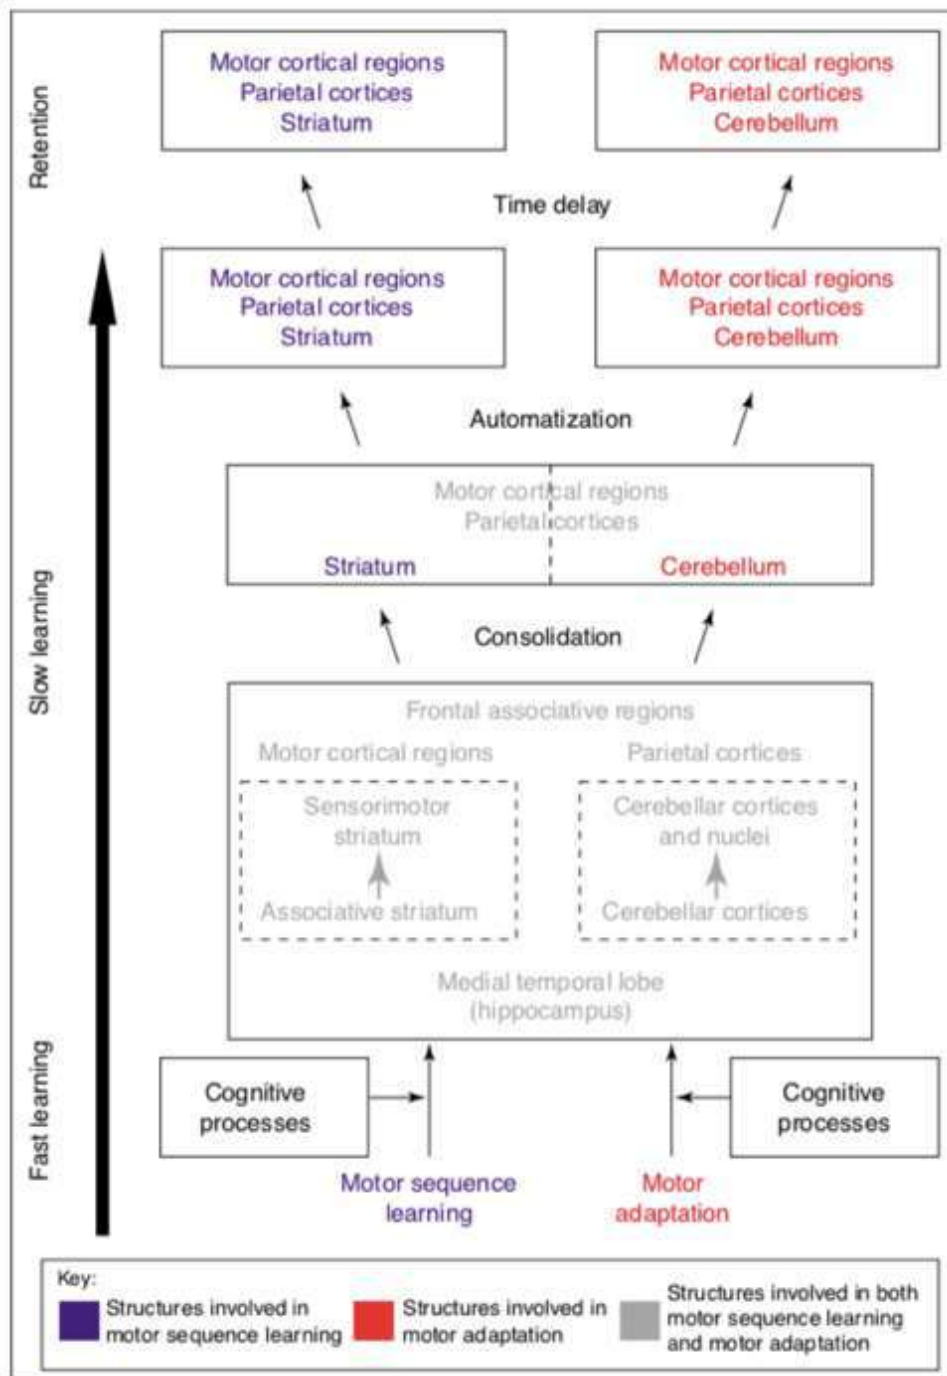 Retention
Slow learning
Fast learning
Motor cortical regions
Parietal cortices
Striatum
Motor cortical regions
Parietal cortices
Cerebellum
Time delay
Motor cortical regions
Parietal cortices
Striatum
Motor cortical regions
Parietal cortices
Cerebellum
Automatization
Motor cortical regions
Parietal cortices
Striatum
Cerebellum
Consolidation
Frontal associative regions
Motor cortical regions
Parietal cortices
Sensorimotor
striatum
Associative striatum
Cerebellar cortices
and nuclei
Cerebellar cortices
Medial temporal lobe
(hippocampus)
Cognitive
processes
Cognitive
processes
Motor sequence
learning
Motor
adaptation
Key:
Structures involved in
motor sequence learning
Structures involved in
motor adaptation
Structures involved in both
motor sequence learning
and motor adaptation